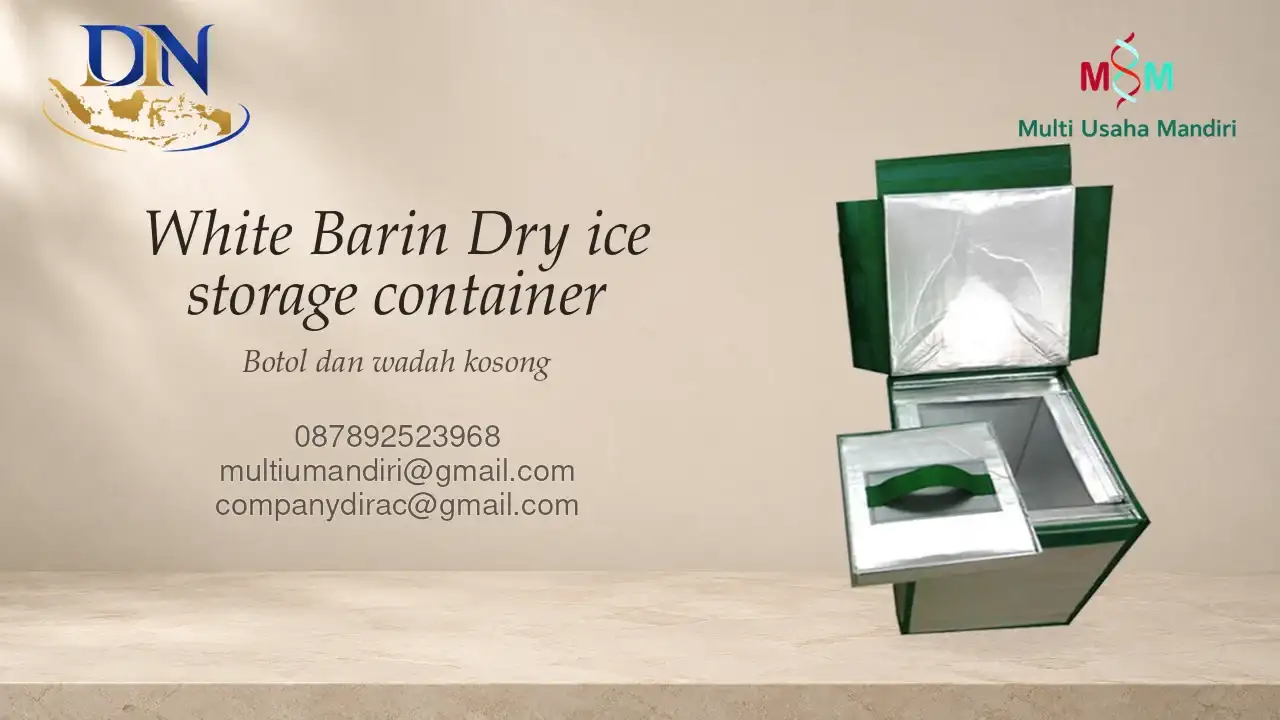 DN
MSM
Multi Usaha Mandiri
White Barin Dry ice
storage container
Botol dan wadah kosong
087892523968
multiumandiri@gmail.com
companydirac@gmail.com